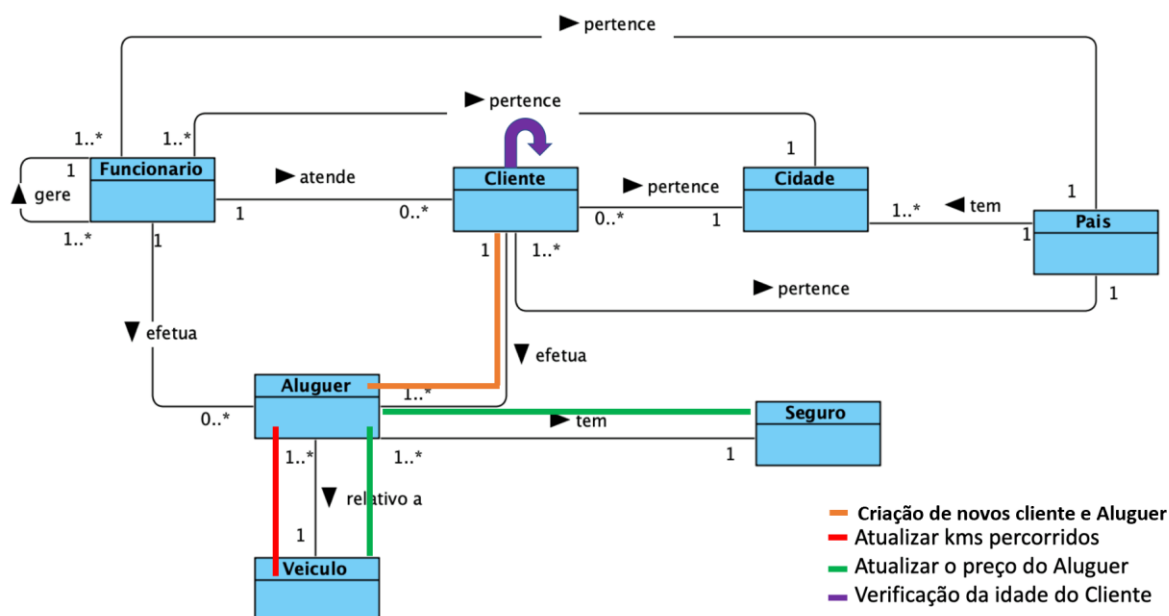 ► pertence
► pertence
1..*
1..*
1
1
1
Funcionario
► atende
Cliente
► pertence
Cidade
◄ tem
Pais
gere
1..*
1
1
0..*
0..*
1
1..*
1
1
1..*
► pertence
1
▼ efetua
▼ efetua
Aluguer
1..*
0..*
► tem
Seguro
1..*
1..*
1
▼ relativo a
1
Veiculo
Criação de novos cliente e Aluguer
Atualizar kms percorridos
Atualizar o preço do Aluguer
Verificação da idade do Cliente